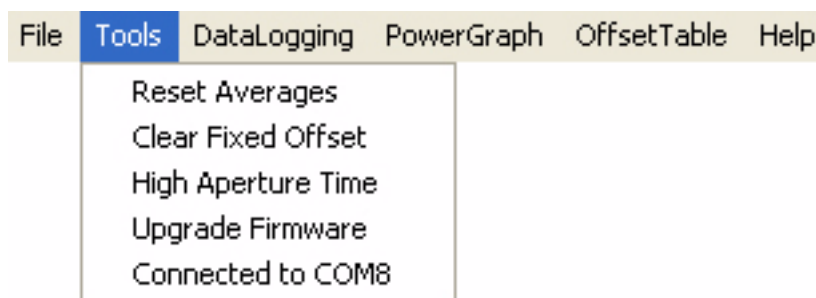 File Tools DataLogging PowerGraph OffsetTable Help
Reset Averages
Clear Fixed Offset
High Aperture Time
Upgrade Firmware
Connected to COM8